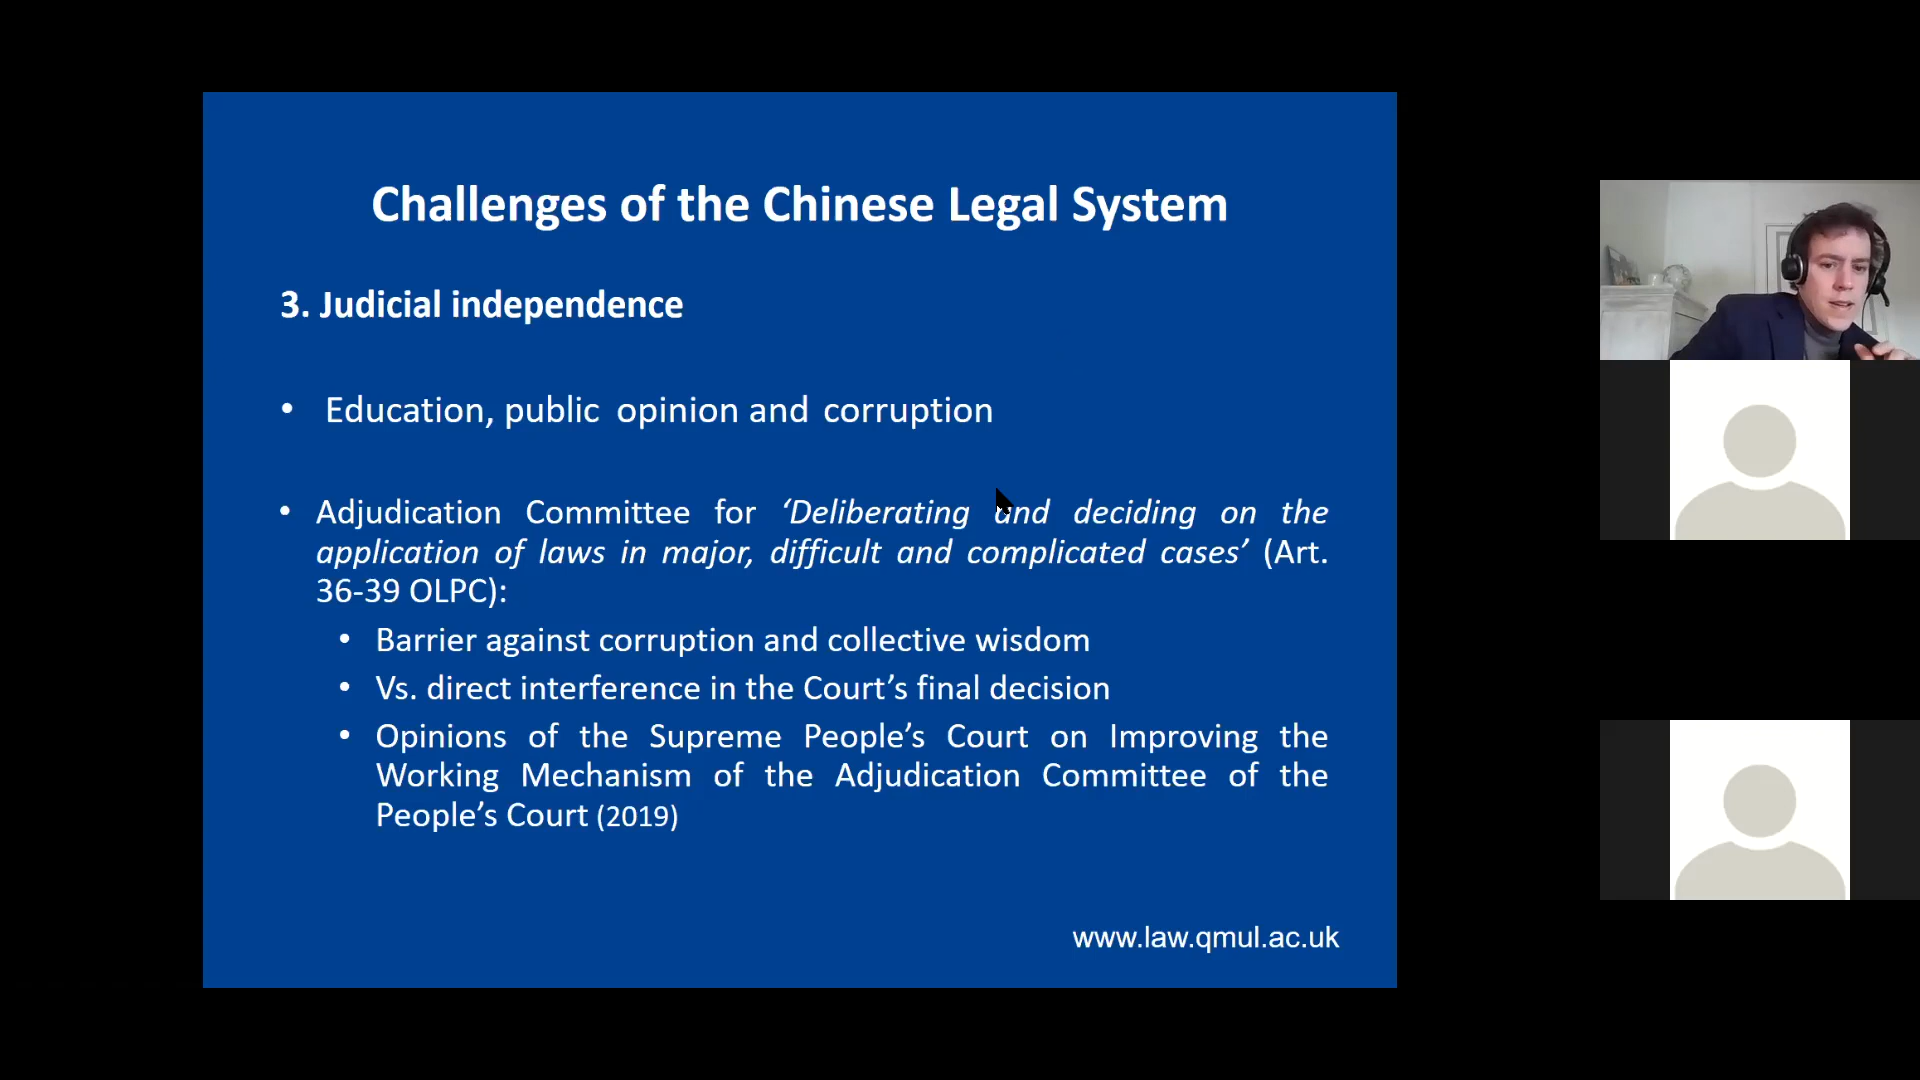 Challenges of the Chinese Legal System
3. Judicial independence
• Education, public opinion and corruption
• Adjudication Committee for ‘Deliberating and deciding on the
application of laws in major, difficult and complicated cases’ (Art.
36-39 OLPC):
• Barrier against corruption and collective wisdom
• Vs. direct interference in the Court’s final decision
• Opinions of the Supreme People’s Court on Improving the
Working Mechanism of the Adjudication Committee of the
People’s Court (2019)
www.law.qmul.ac.uk